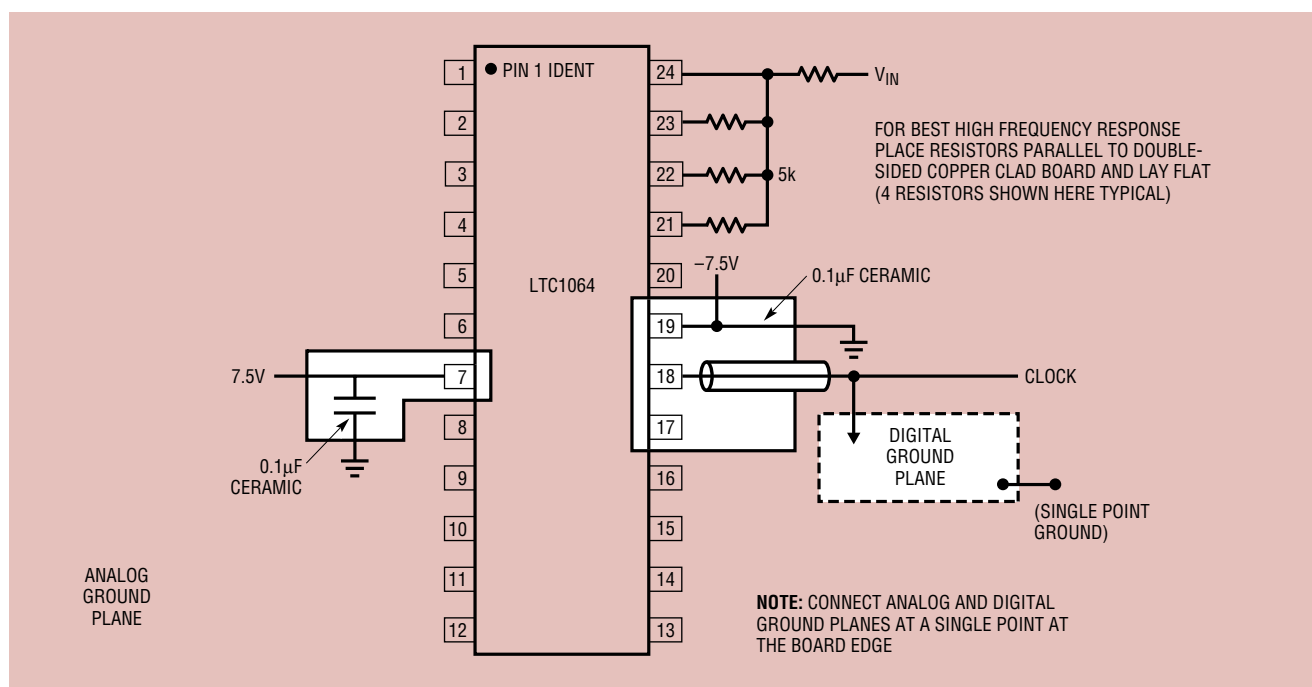 1
PIN 1 IDENT
24
VIN
2
23
FOR BEST HIGH FREQUENCY RESPONSE
PLACE RESISTORS PARALLEL TO DOUBLE-
SIDED COPPER CLAD BOARD AND LAY FLAT
(4 RESISTORS SHOWN HERE TYPICAL)
3
22
5k
4
21
5
LTC1064
20
–7.5V
0.1µF CERAMIC
6
19
7.5V
7
18
CLOCK
8
17
DIGITAL
GROUND
PLANE
0.1µF
CERAMIC
9
16
(SINGLE POINT
GROUND)
10
15
ANALOG
GROUND
PLANE
11
14
NOTE: CONNECT ANALOG AND DIGITAL
GROUND PLANES AT A SINGLE POINT AT
THE BOARD EDGE
12
13